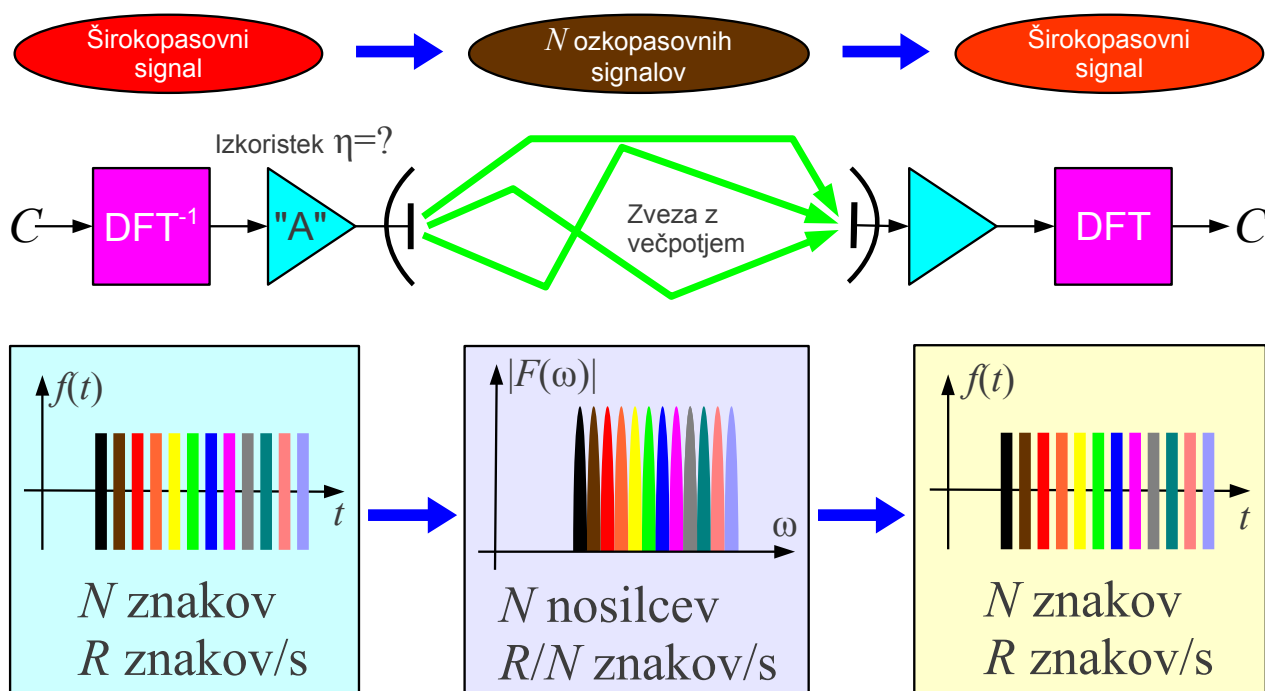 Širokopasovni
signal
N ozkopasovnih
signalov
Širokopasovni
signal
Izkoristek η=?
C
DFT⁻¹
"A"
Zveza z
večpotjem
DFT
C
f(t)
t
N znakov
R znakov/s
|F(ω)|
ω
N nosilcev
R/N znakov/s
f(t)
t
N znakov
R znakov/s